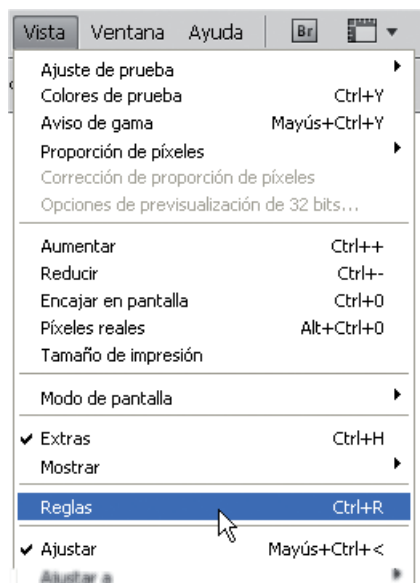 Vista Ventana Ayuda Br
Ajuste de prueba
Colores de prueba Ctrl+Y
Aviso de gama Mayús+Ctrl+Y
Proporción de píxeles
Corrección de proporción de píxeles
Opciones de previsualización de 32 bits...
Aumentar Ctrl++
Reducir Ctrl+-
Encajar en pantalla Ctrl+0
Píxeles reales Alt+Ctrl+0
Tamaño de impresión
Modo de pantalla
Extras Ctrl+H
Mostrar
Reglas Ctrl+R
Ajustar Mayús+Ctrl+<
Ajustar a